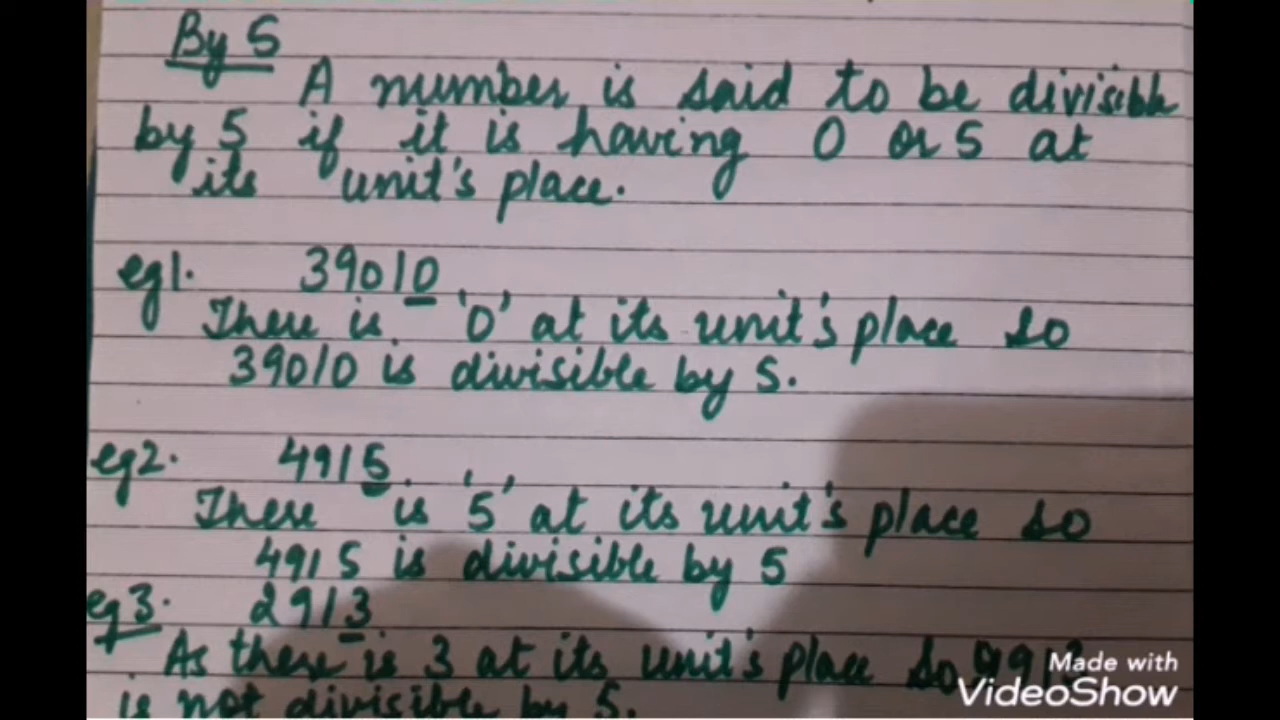 By 5
A number is said to be divisible
by 5 if it is having 0 or 5 at
its unit's place.
eg1. 39010
There is '0' at its unit's place so
39010 is divisible by 5.
eg2. 4915
There is '5' at its unit's place so
4915 is divisible by 5
eg3. 2913
As there is 3 at its unit's place so
is not divisible by 5.
Made with
VideoShow